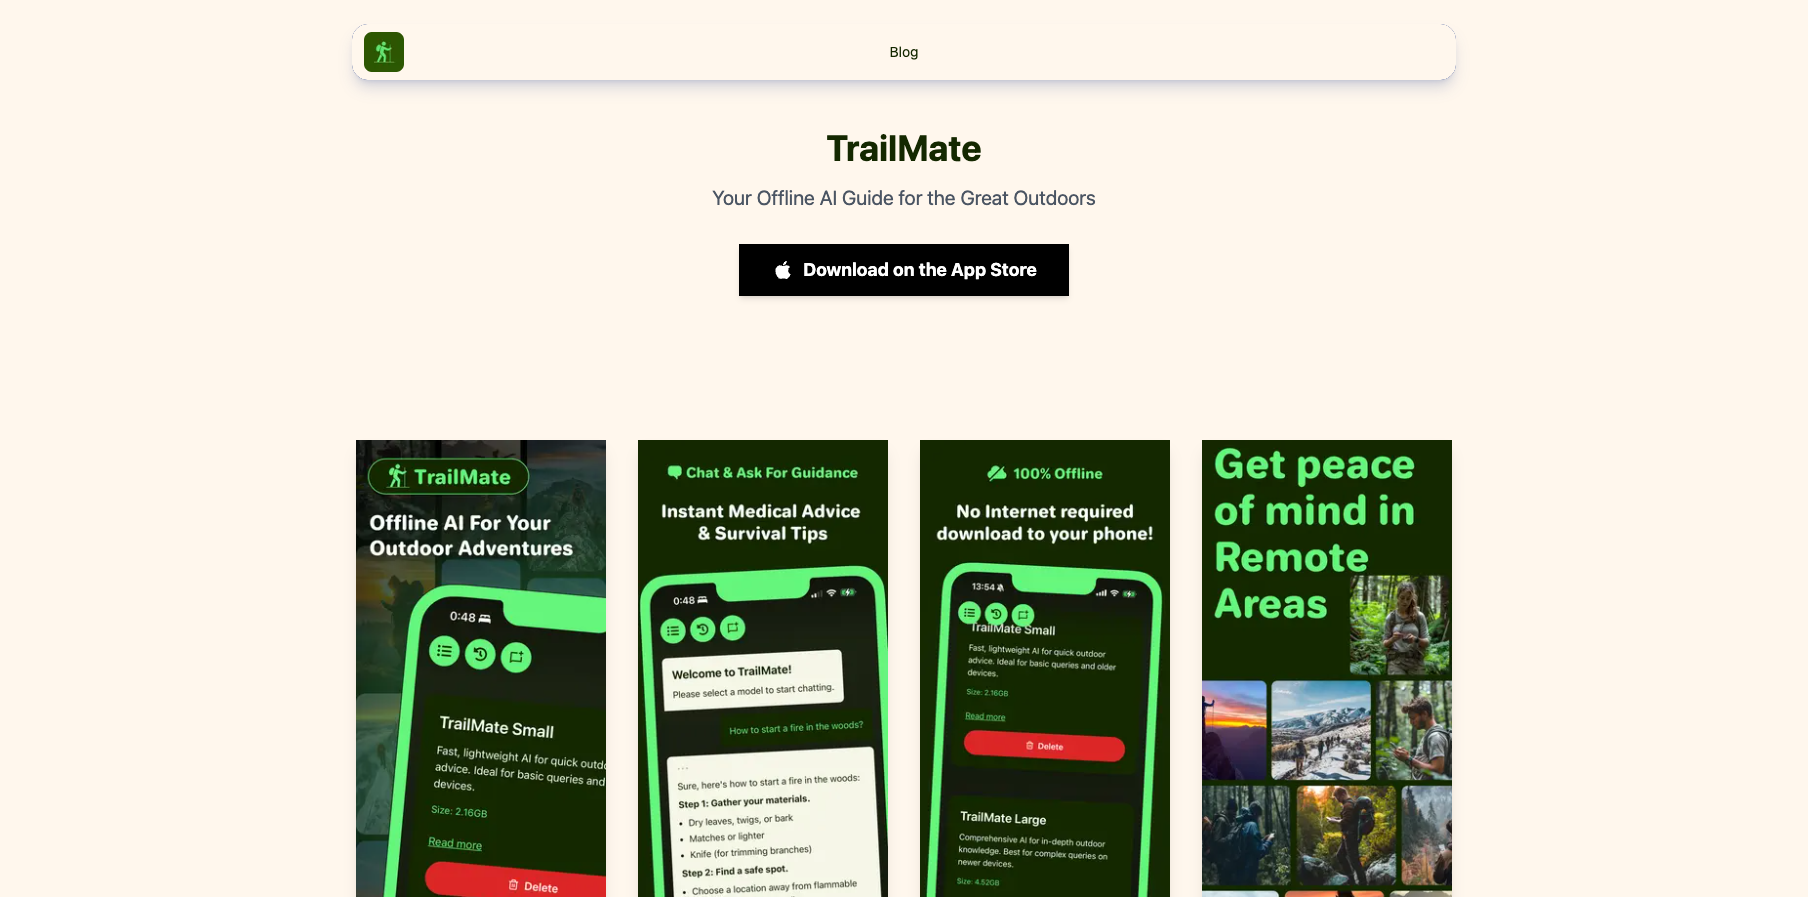 Blog
TrailMate
Your Offline AI Guide for the Great Outdoors
Download on the App Store
TrailMate
Offline AI For Your
Outdoor Adventures
0:48
TrailMate Small
Fast, lightweight AI for quick outdo
advice. Ideal for basic queries and
devices.
Size: 2.16GB
Read more
Delete
Chat & Ask For Guidance
Instant Medical Advice
& Survival Tips
0:48
Welcome to TrailMate!
Please select a model to start chatting.
How to start a fire in the woods?
...
Sure, here's how to start a fire in the woods:
Step 1: Gather your materials.
• Dry leaves, twigs, or bark
• Matches or lighter
• Knife (for trimming branches)
Step 2: Find a safe spot.
• Choose a location away from flammable
100% Offline
No Internet required
download to your phone!
13:54
TrailMate Small
Fast, lightweight AI for quick outdoor
advice. Ideal for basic queries and older
devices.
Size: 2.16GB
Read more
Delete
TrailMate Large
Comprehensive AI for in-depth outdoor
knowledge. Best for complex queries on
newer devices.
Size: 4.52GB
Get peace
of mind in
Remote
Areas